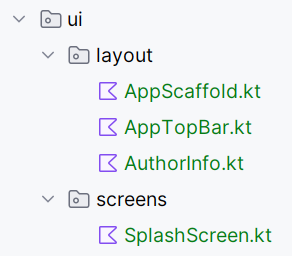 ui
layout
AppScaffold.kt
AppTopBar.kt
AuthorInfo.kt
screens
SplashScreen.kt